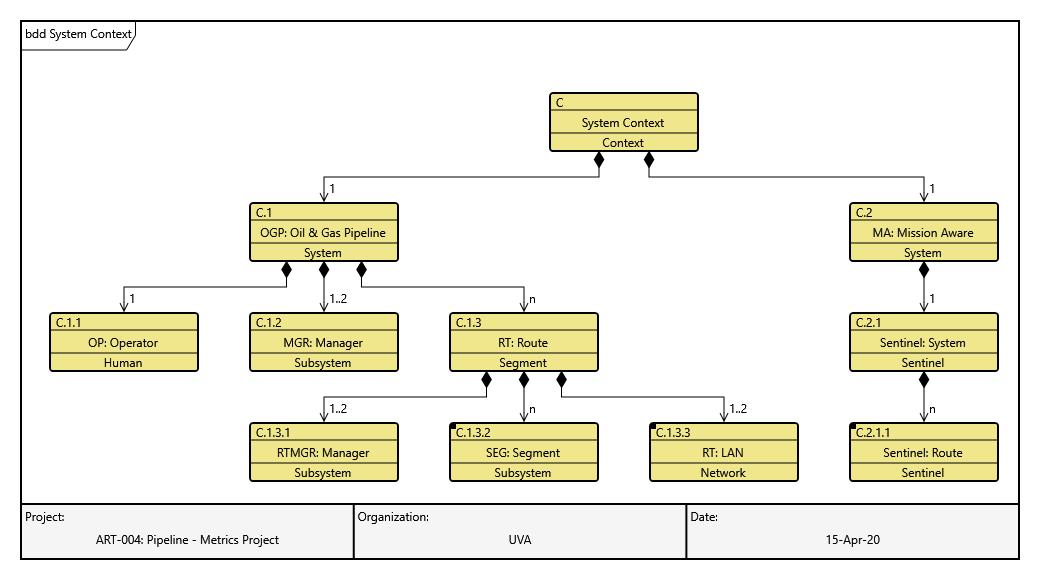 bdd System Context
C
System Context
Context
1
1
C.1
OGP: Oil & Gas Pipeline
System
C.2
MA: Mission Aware
System
1
1..2
n
1
C.1.1
OP: Operator
Human
C.1.2
MGR: Manager
Subsystem
C.1.3
RT: Route
Segment
C.2.1
Sentinel: System
Sentinel
1..2
n
1..2
n
C.1.3.1
RTMGR: Manager
Subsystem
C.1.3.2
SEG: Segment
Subsystem
C.1.3.3
RT: LAN
Network
C.2.1.1
Sentinel: Route
Sentinel
Project:
ART-004: Pipeline - Metrics Project
Organization:
UVA
Date:
15-Apr-20